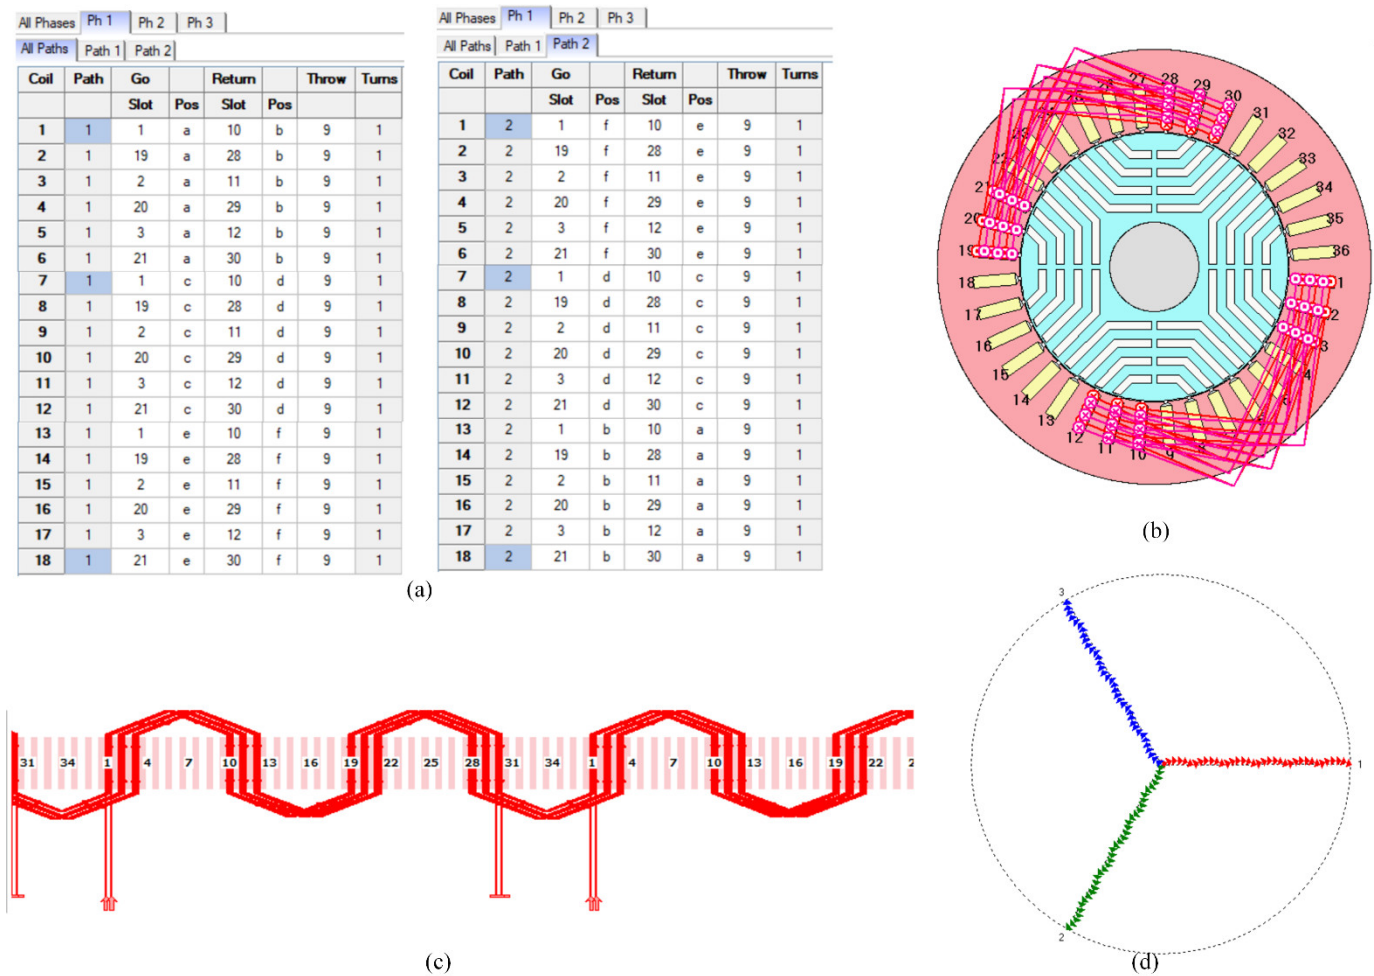 All Phases Ph 1 Ph 2 Ph 3
All Paths Path 1 Path 2
Coil Path Go Return Throw Turns
Slot Pos Slot Pos
1 1 1 a 10 b 9 1
2 1 19 a 28 b 9 1
3 1 2 a 11 b 9 1
4 1 20 a 29 b 9 1
5 1 3 a 12 b 9 1
6 1 21 a 30 b 9 1
7 1 1 c 10 d 9 1
8 1 19 c 28 d 9 1
9 1 2 c 11 d 9 1
10 1 20 c 29 d 9 1
11 1 3 c 12 d 9 1
12 1 21 c 30 d 9 1
13 1 1 e 10 f 9 1
14 1 19 e 28 f 9 1
15 1 2 e 11 f 9 1
16 1 20 e 29 f 9 1
17 1 3 e 12 f 9 1
18 1 21 e 30 f 9 1
All Phases Ph 1 Ph 2 Ph 3
All Paths Path 1 Path 2
Coil Path Go Return Throw Turns
Slot Pos Slot Pos
1 2 1 f 10 e 9 1
2 2 19 f 28 e 9 1
3 2 2 f 11 e 9 1
4 2 20 f 29 e 9 1
5 2 3 f 12 e 9 1
6 2 21 f 30 e 9 1
7 2 1 d 10 c 9 1
8 2 19 d 28 c 9 1
9 2 2 d 11 c 9 1
10 2 20 d 29 c 9 1
11 2 3 d 12 c 9 1
12 2 21 d 30 c 9 1
13 2 1 b 10 a 9 1
14 2 19 b 28 a 9 1
15 2 2 b 11 a 9 1
16 2 20 b 29 a 9 1
17 2 3 b 12 a 9 1
18 2 21 b 30 a 9 1
(a)
27 28 29 30 31 32 33 34 35 36
1 2 3 4
9 10 11 12 13 14 15 16 17 18 19 20
(b)
31 34 1 4 7 10 13 16 19 22 25 28 31 34 1 4 7 10 13 16 19 22
(c)
3
1
2
(d)